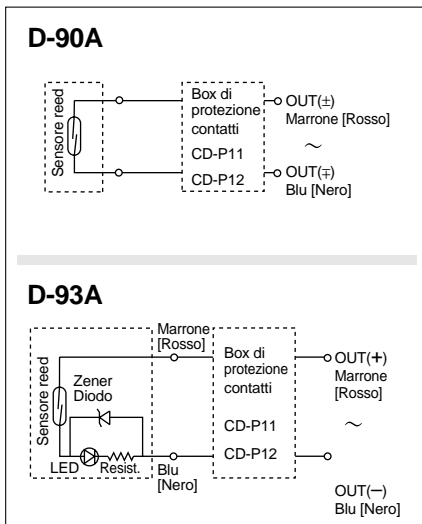 D-90A
Sensore reed
Box di
protezione
contatti
CD-P11
CD-P12
OUT(±)
Marrone [Rosso]
～
OUT(∓)
Blu [Nero]
D-93A
Sensore reed
Zener
Diodo
LED
Resist.
Marrone
[Rosso]
Blu
[Nero]
Box di
protezione
contatti
CD-P11
CD-P12
OUT(+)
Marrone
[Rosso]
～
OUT(−)
Blu [Nero]